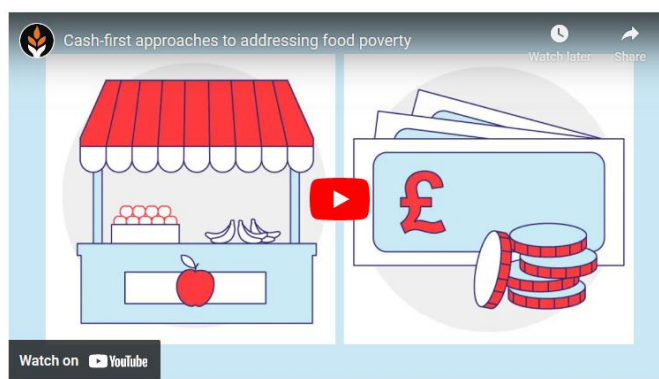 Cash-first approaches to addressing food poverty
Watch later
Share
£
Watch on YouTube